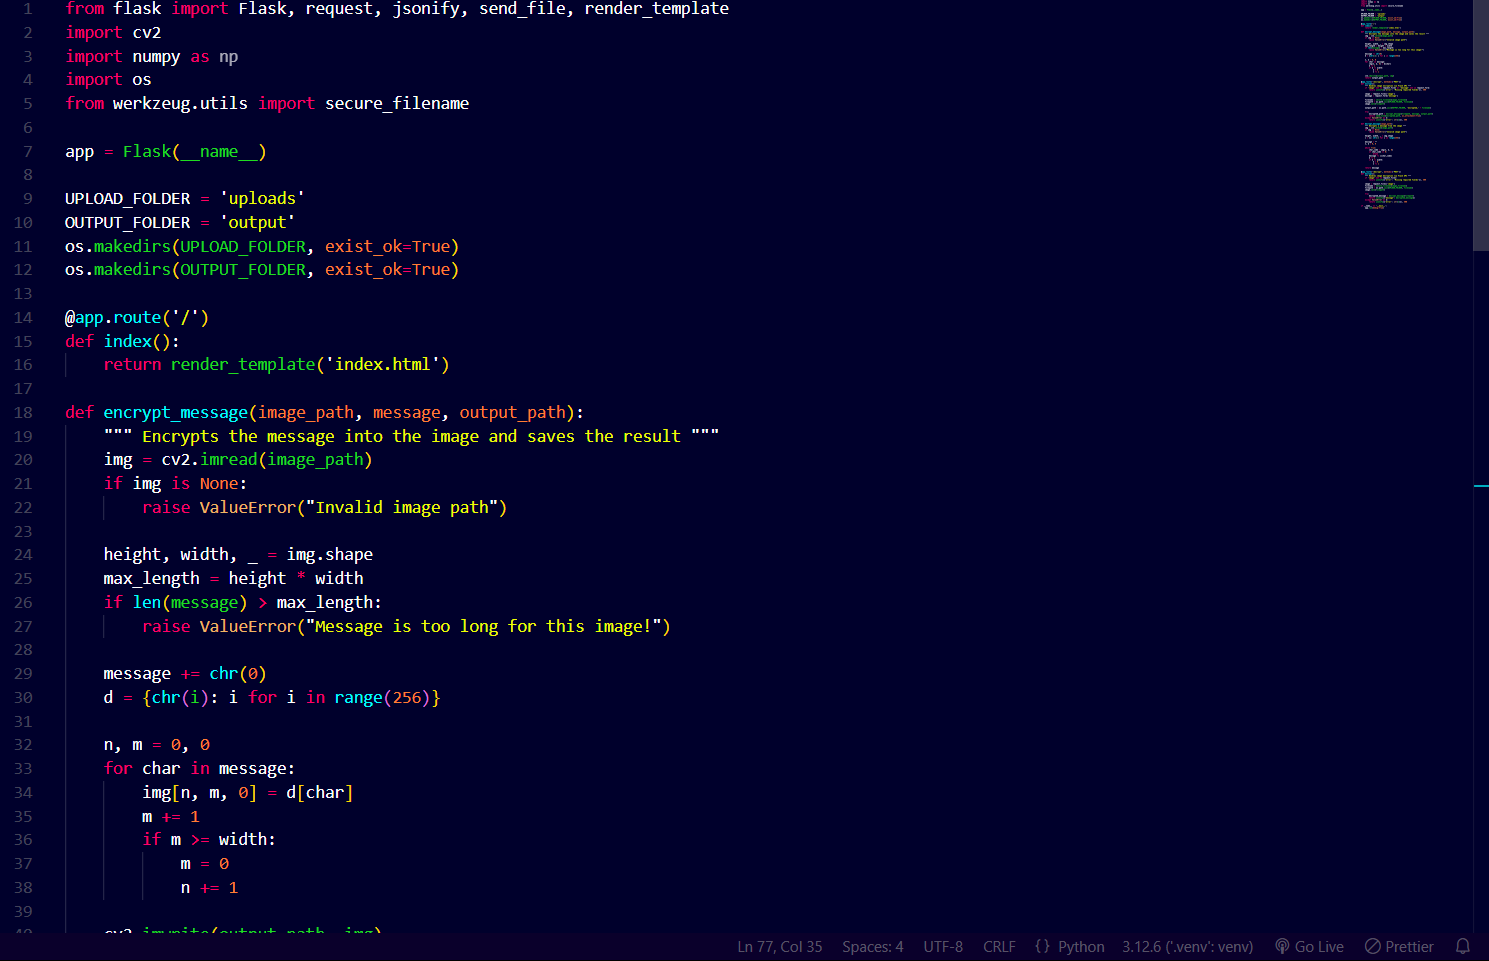 1 from flask import Flask, request, jsonify, send_file, render_template
2 import cv2
3 import numpy as np
4 import os
5 from werkzeug.utils import secure_filename
6
7 app = Flask(__name__)
8
9 UPLOAD_FOLDER = 'uploads'
10 OUTPUT_FOLDER = 'output'
11 os.makedirs(UPLOAD_FOLDER, exist_ok=True)
12 os.makedirs(OUTPUT_FOLDER, exist_ok=True)
13
14 @app.route('/')
15 def index():
16     return render_template('index.html')
17
18 def encrypt_message(image_path, message, output_path):
19     """ Encrypts the message into the image and saves the result """
20     img = cv2.imread(image_path)
21     if img is None:
22         raise ValueError("Invalid image path")
23
24     height, width, _ = img.shape
25     max_length = height * width
26     if len(message) > max_length:
27         raise ValueError("Message is too long for this image!")
28
29     message += chr(0)
30     d = {chr(i): i for i in range(256)}
31
32     n, m = 0, 0
33     for char in message:
34         img[n, m, 0] = d[char]
35         m += 1
36         if m >= width:
37             m = 0
38             n += 1
39
40     cv2.imwrite(output_path, img)
Ln 77, Col 35 Spaces: 4 UTF-8 CRLF {} Python 3.12.6 ('.venv': venv) Go Live Prettier